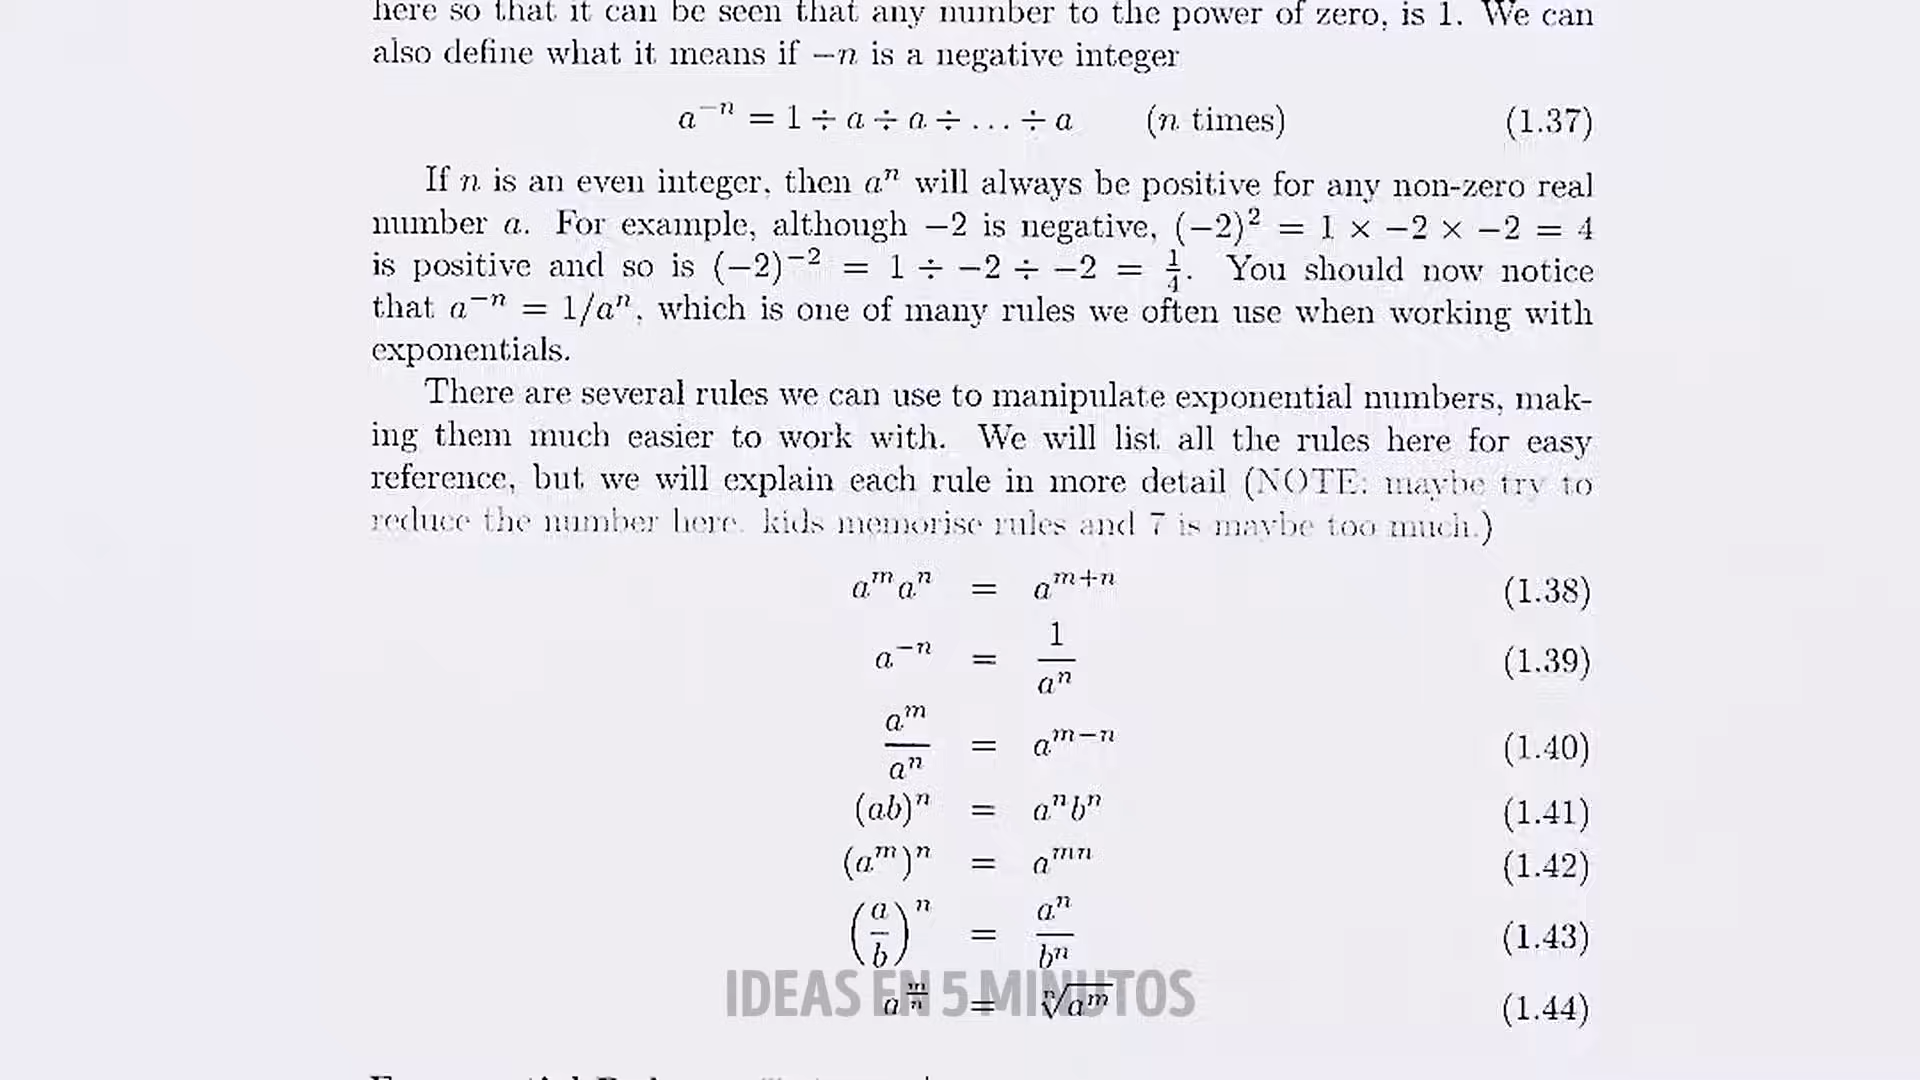 here so that it can be seen that any number to the power of zero, is 1. We can
also define what it means if −n is a negative integer
a^{−n} = 1 ÷ a ÷ a ÷ ... ÷ a (n times) (1.37)
If n is an even integer, then a^n will always be positive for any non-zero real
number a. For example, although −2 is negative, (−2)^2 = 1 × −2 × −2 = 4
is positive and so is (−2)^{−2} = 1 ÷ −2 ÷ −2 = 1/4. You should now notice
that a^{−n} = 1/a^n, which is one of many rules we often use when working with
exponentials.
There are several rules we can use to manipulate exponential numbers, mak-
ing them much easier to work with. We will list all the rules here for easy
reference, but we will explain each rule in more detail (NOTE: maybe try to
reduce the number here. kids memorise rules and 7 is maybe too much.)
a^m a^n = a^{m+n} (1.38)
a^{−n} = 1/a^n (1.39)
a^m/a^n = a^{m−n} (1.40)
(ab)^n = a^n b^n (1.41)
(a^m)^n = a^{mn} (1.42)
(a/b)^n = a^n/b^n (1.43)
a^{m/n} = ⁿ√a^m (1.44)
IDEAS EN 5 MINUTOS